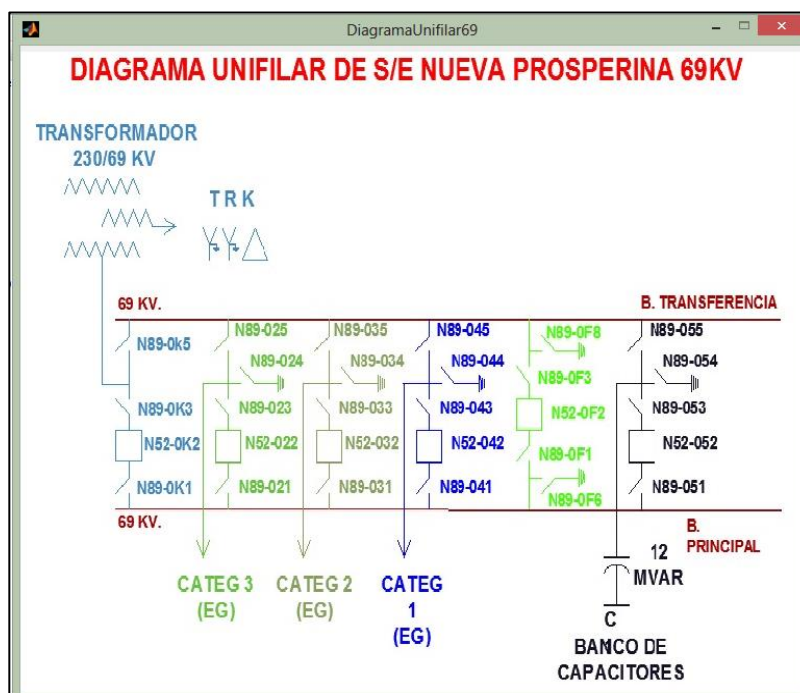 DiagramaUnifilar69
DIAGRAMA UNIFILAR DE S/E NUEVA PROSPERINA 69KV
TRANSFORMADOR
230/69 KV
T R K
69 KV.
B. TRANSFERENCIA
N89-0k5
N89-025
N89-035
N89-045
N89-0F8
N89-055
N89-024
N89-034
N89-044
N89-054
N89-0F3
N89-0K3
N89-023
N89-033
N89-043
N52-0F2
N89-053
N52-0K2
N52-022
N52-032
N52-042
N52-052
N89-0F1
N89-0K1
N89-021
N89-031
N89-041
N89-051
N89-0F6
69 KV.
B.
PRINCIPAL
CATEG 3
(EG)
CATEG 2
(EG)
CATEG
1
(EG)
12
MVAR
C
BANCO DE
CAPACITORES